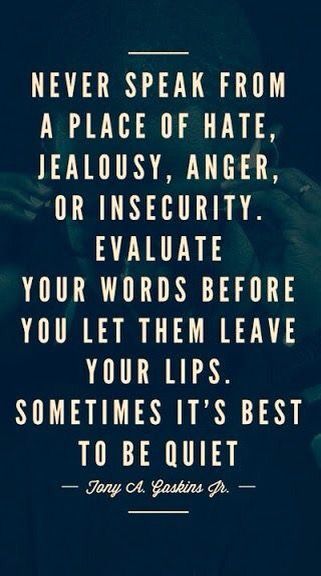 NEVER SPEAK FROM
A PLACE OF HATE,
JEALOUSY, ANGER,
OR INSECURITY.
EVALUATE
YOUR WORDS BEFORE
YOU LET THEM LEAVE
YOUR LIPS.
SOMETIMES IT'S BEST
TO BE QUIET
— Tony A. Gaskins Jr. —